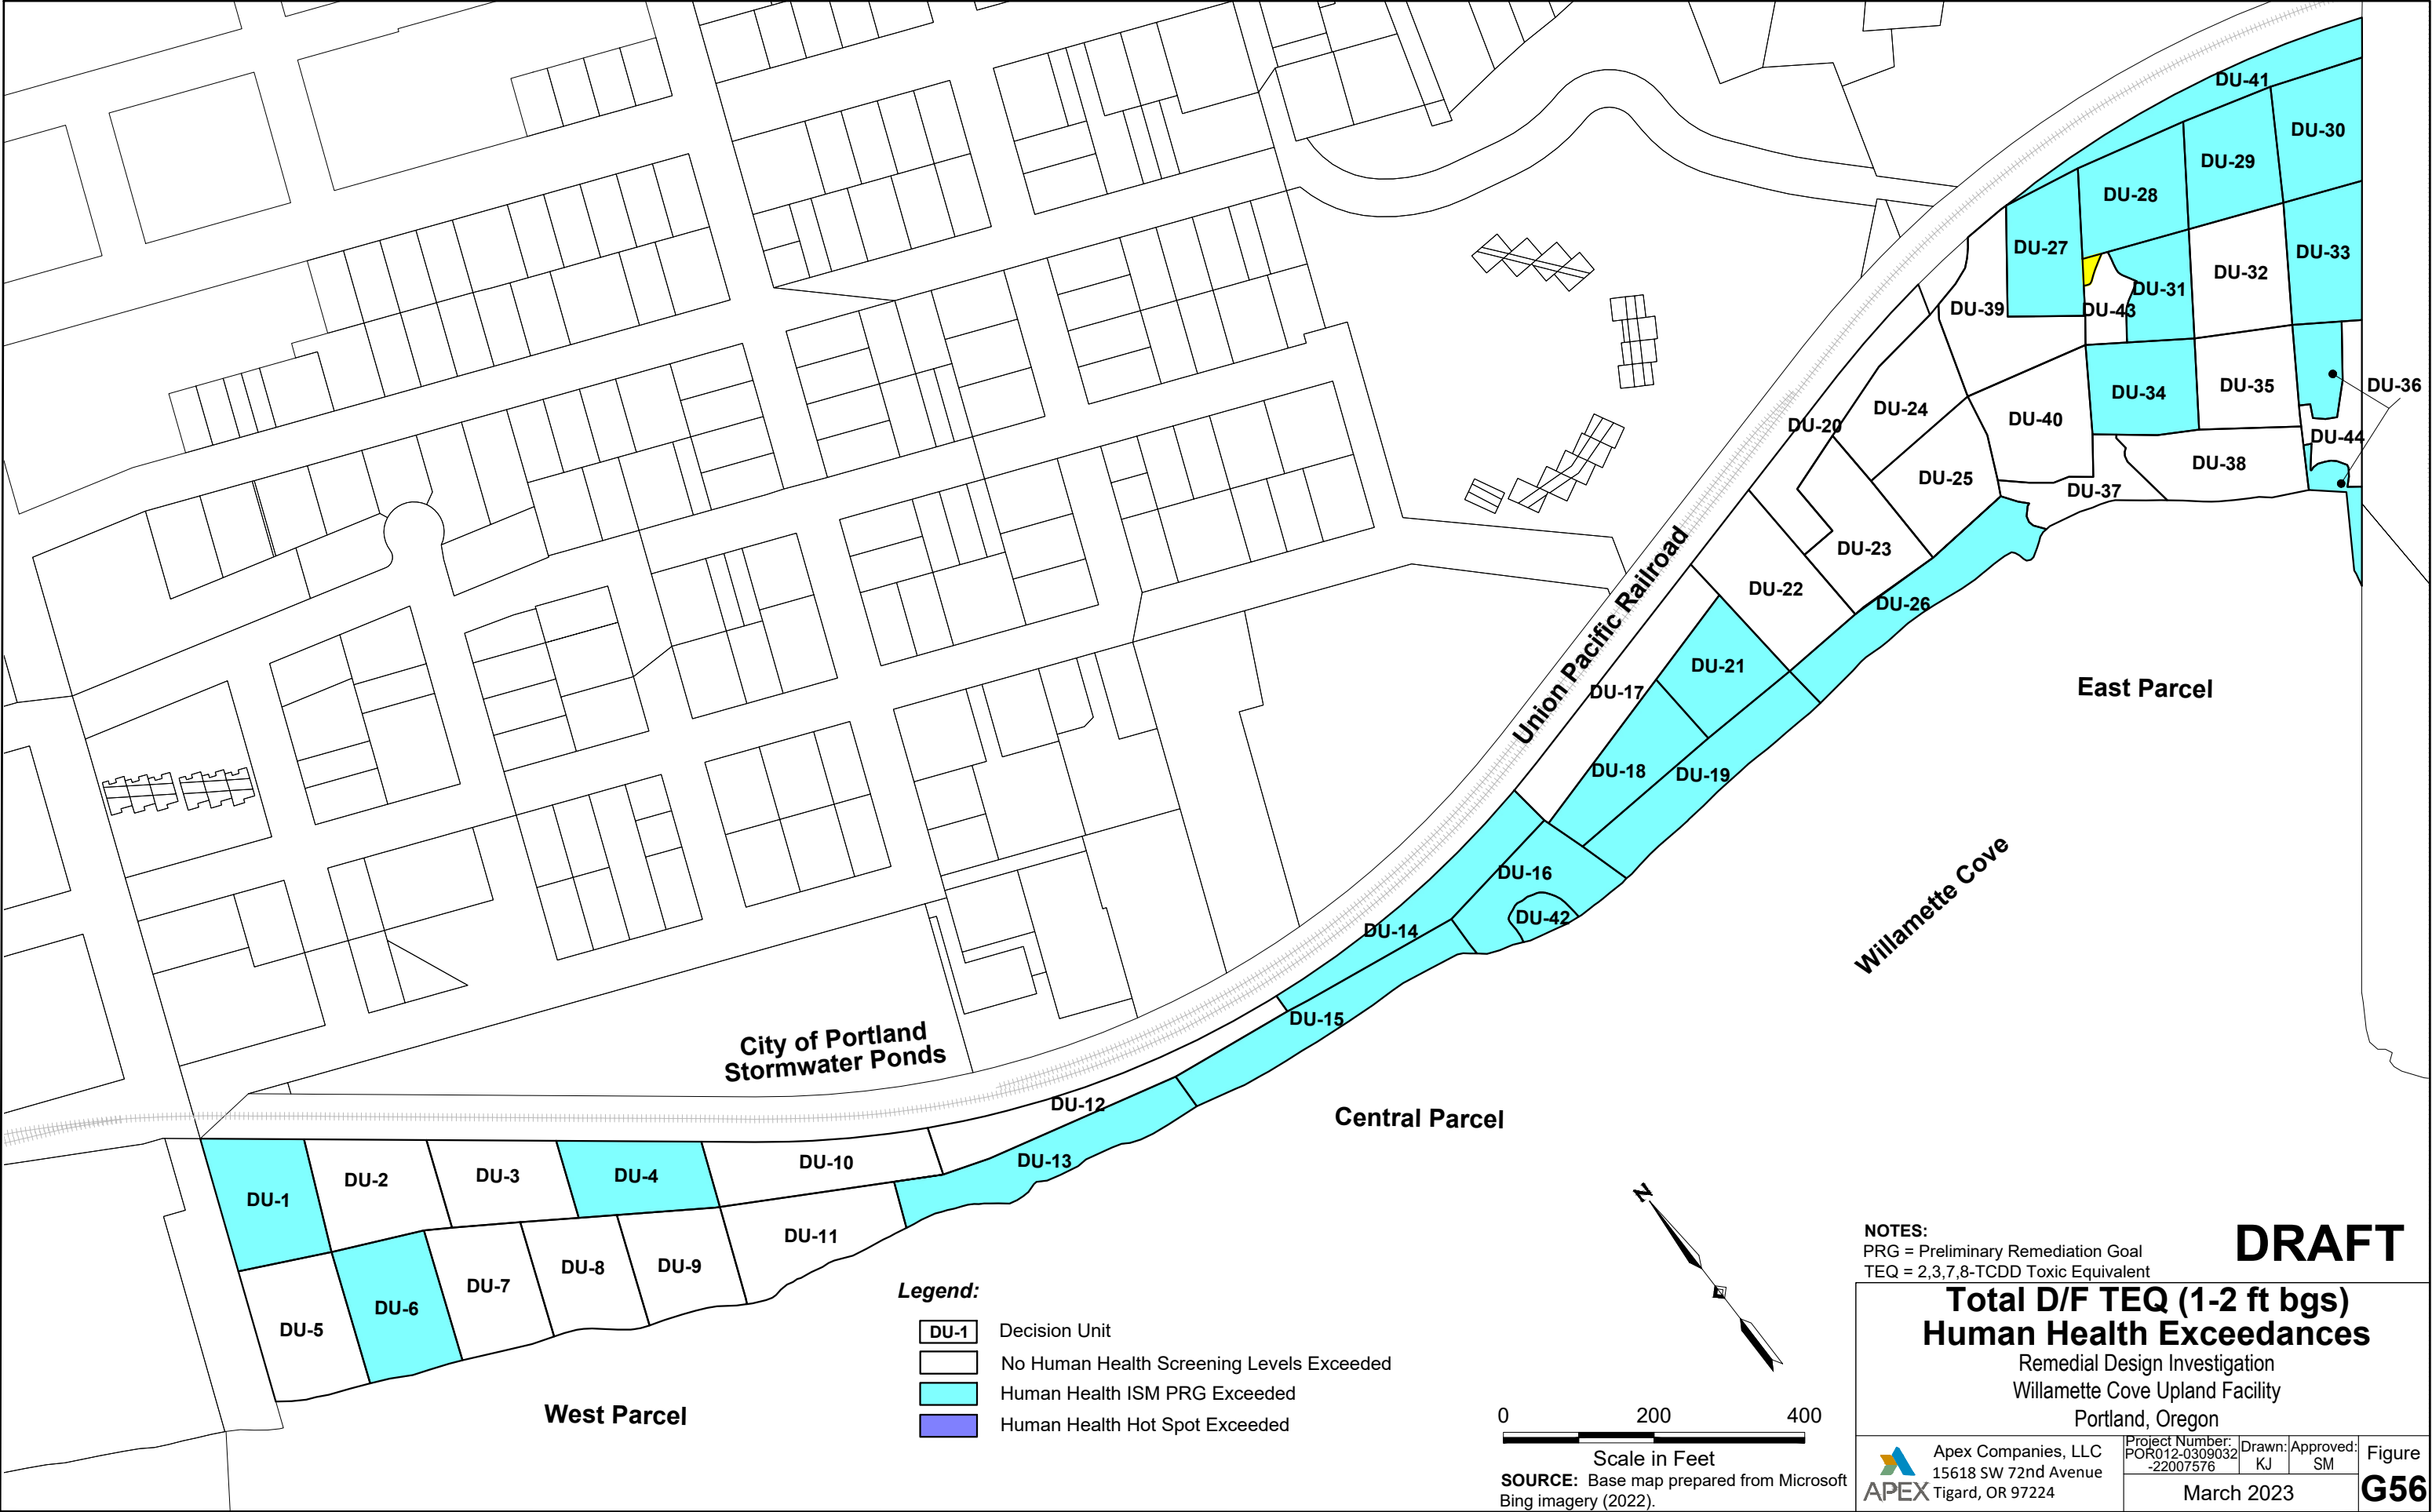 DU-41
DU-30
DU-29
DU-28
DU-27
DU-33
DU-32
DU-31
DU-39
DU-43
DU-36
DU-35
DU-34
DU-24
DU-40
DU-20
DU-44
DU-38
DU-25
DU-37
DU-23
DU-22
DU-26
Union Pacific Railroad
DU-21
DU-17
East Parcel
DU-18
DU-19
DU-16
DU-42
DU-14
Willamette Cove
DU-15
City of Portland
Stormwater Ponds
DU-12
Central Parcel
DU-13
DU-10
DU-4
DU-3
DU-2
DU-1
DU-11
DU-9
DU-8
DU-7
DU-6
DU-5
West Parcel
Legend:
DU-1 Decision Unit
No Human Health Screening Levels Exceeded
Human Health ISM PRG Exceeded
Human Health Hot Spot Exceeded
N
0 200 400
Scale in Feet
SOURCE: Base map prepared from Microsoft
Bing imagery (2022).
NOTES:
PRG = Preliminary Remediation Goal
TEQ = 2,3,7,8-TCDD Toxic Equivalent
DRAFT
Total D/F TEQ (1-2 ft bgs)
Human Health Exceedances
Remedial Design Investigation
Willamette Cove Upland Facility
Portland, Oregon
APEX
Apex Companies, LLC
15618 SW 72nd Avenue
Tigard, OR 97224
Project Number:
POR012-0309032
-22007576
Drawn:
KJ
Approved:
SM
March 2023
Figure
G56